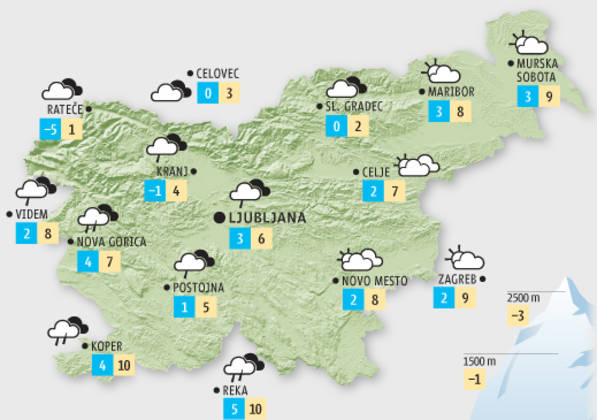 CELOVEC
0 3
MURSKA
SOBOTA
3 9
MARIBOR
3 8
SL. GRADEC
0 2
RATEČE
–5 1
KRANJ
–1 4
CELJE
2 7
VIDEM
2 8
LJUBLJANA
3 6
NOVA GORICA
4 7
POSTOJNA
1 5
NOVO MESTO
2 8
ZAGREB
2 9
2500 m
–3
KOPER
4 10
1500 m
–1
REKA
5 10